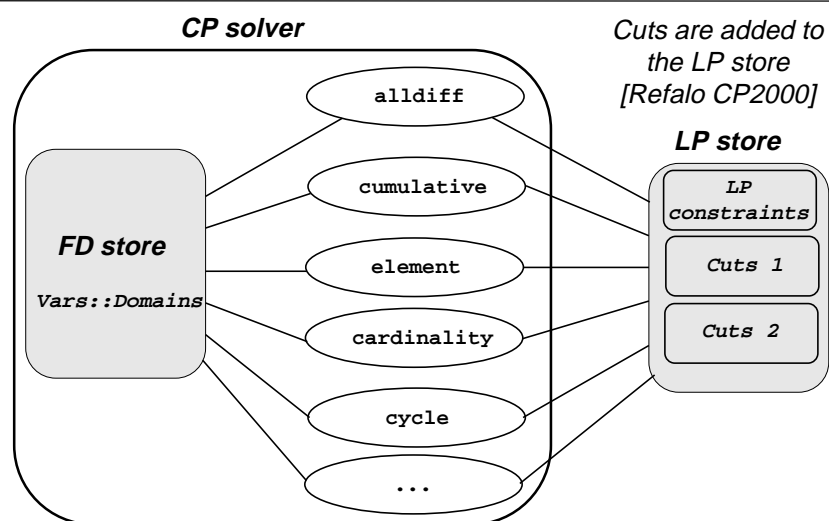 CP solver
Cuts are added to
the LP store
[Refalo CP2000]
LP store
alldiff
cumulative
element
cardinality
cycle
...
FD store
Vars::Domains
LP
constraints
Cuts 1
Cuts 2